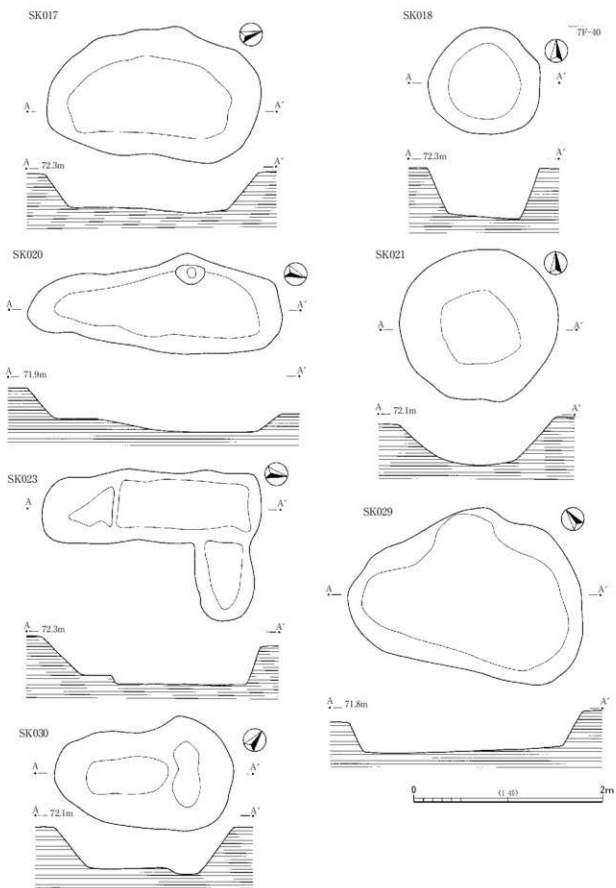 SK017
A A'
A 72.3m A'
SK018
7F-40
A A'
A 72.3m A'
SK020
A A'
A 71.9m A'
SK021
A A'
A 72.1m A'
SK023
A A'
A 72.3m A'
SK029
A A'
A 71.8m A'
SK030
A A'
A 72.1m A'
0 (1:40) 2m